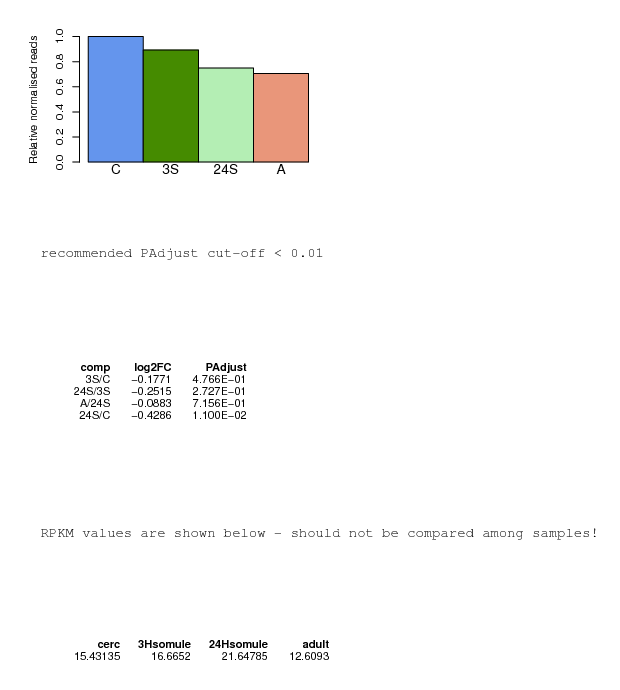 Relative normalised reads
1.0
0.8
0.6
0.4
0.2
0.0
C 3S 24S A
recommended PAdjust cut-off < 0.01
comp log2FC PAdjust
3S/C −0.1771 4.766E−01
24S/3S −0.2515 2.727E−01
A/24S −0.0883 7.156E−01
24S/C −0.4286 1.100E−02
RPKM values are shown below - should not be compared among samples!
cerc 3Hsomule 24Hsomule adult
15.43135 16.6652 21.64785 12.6093